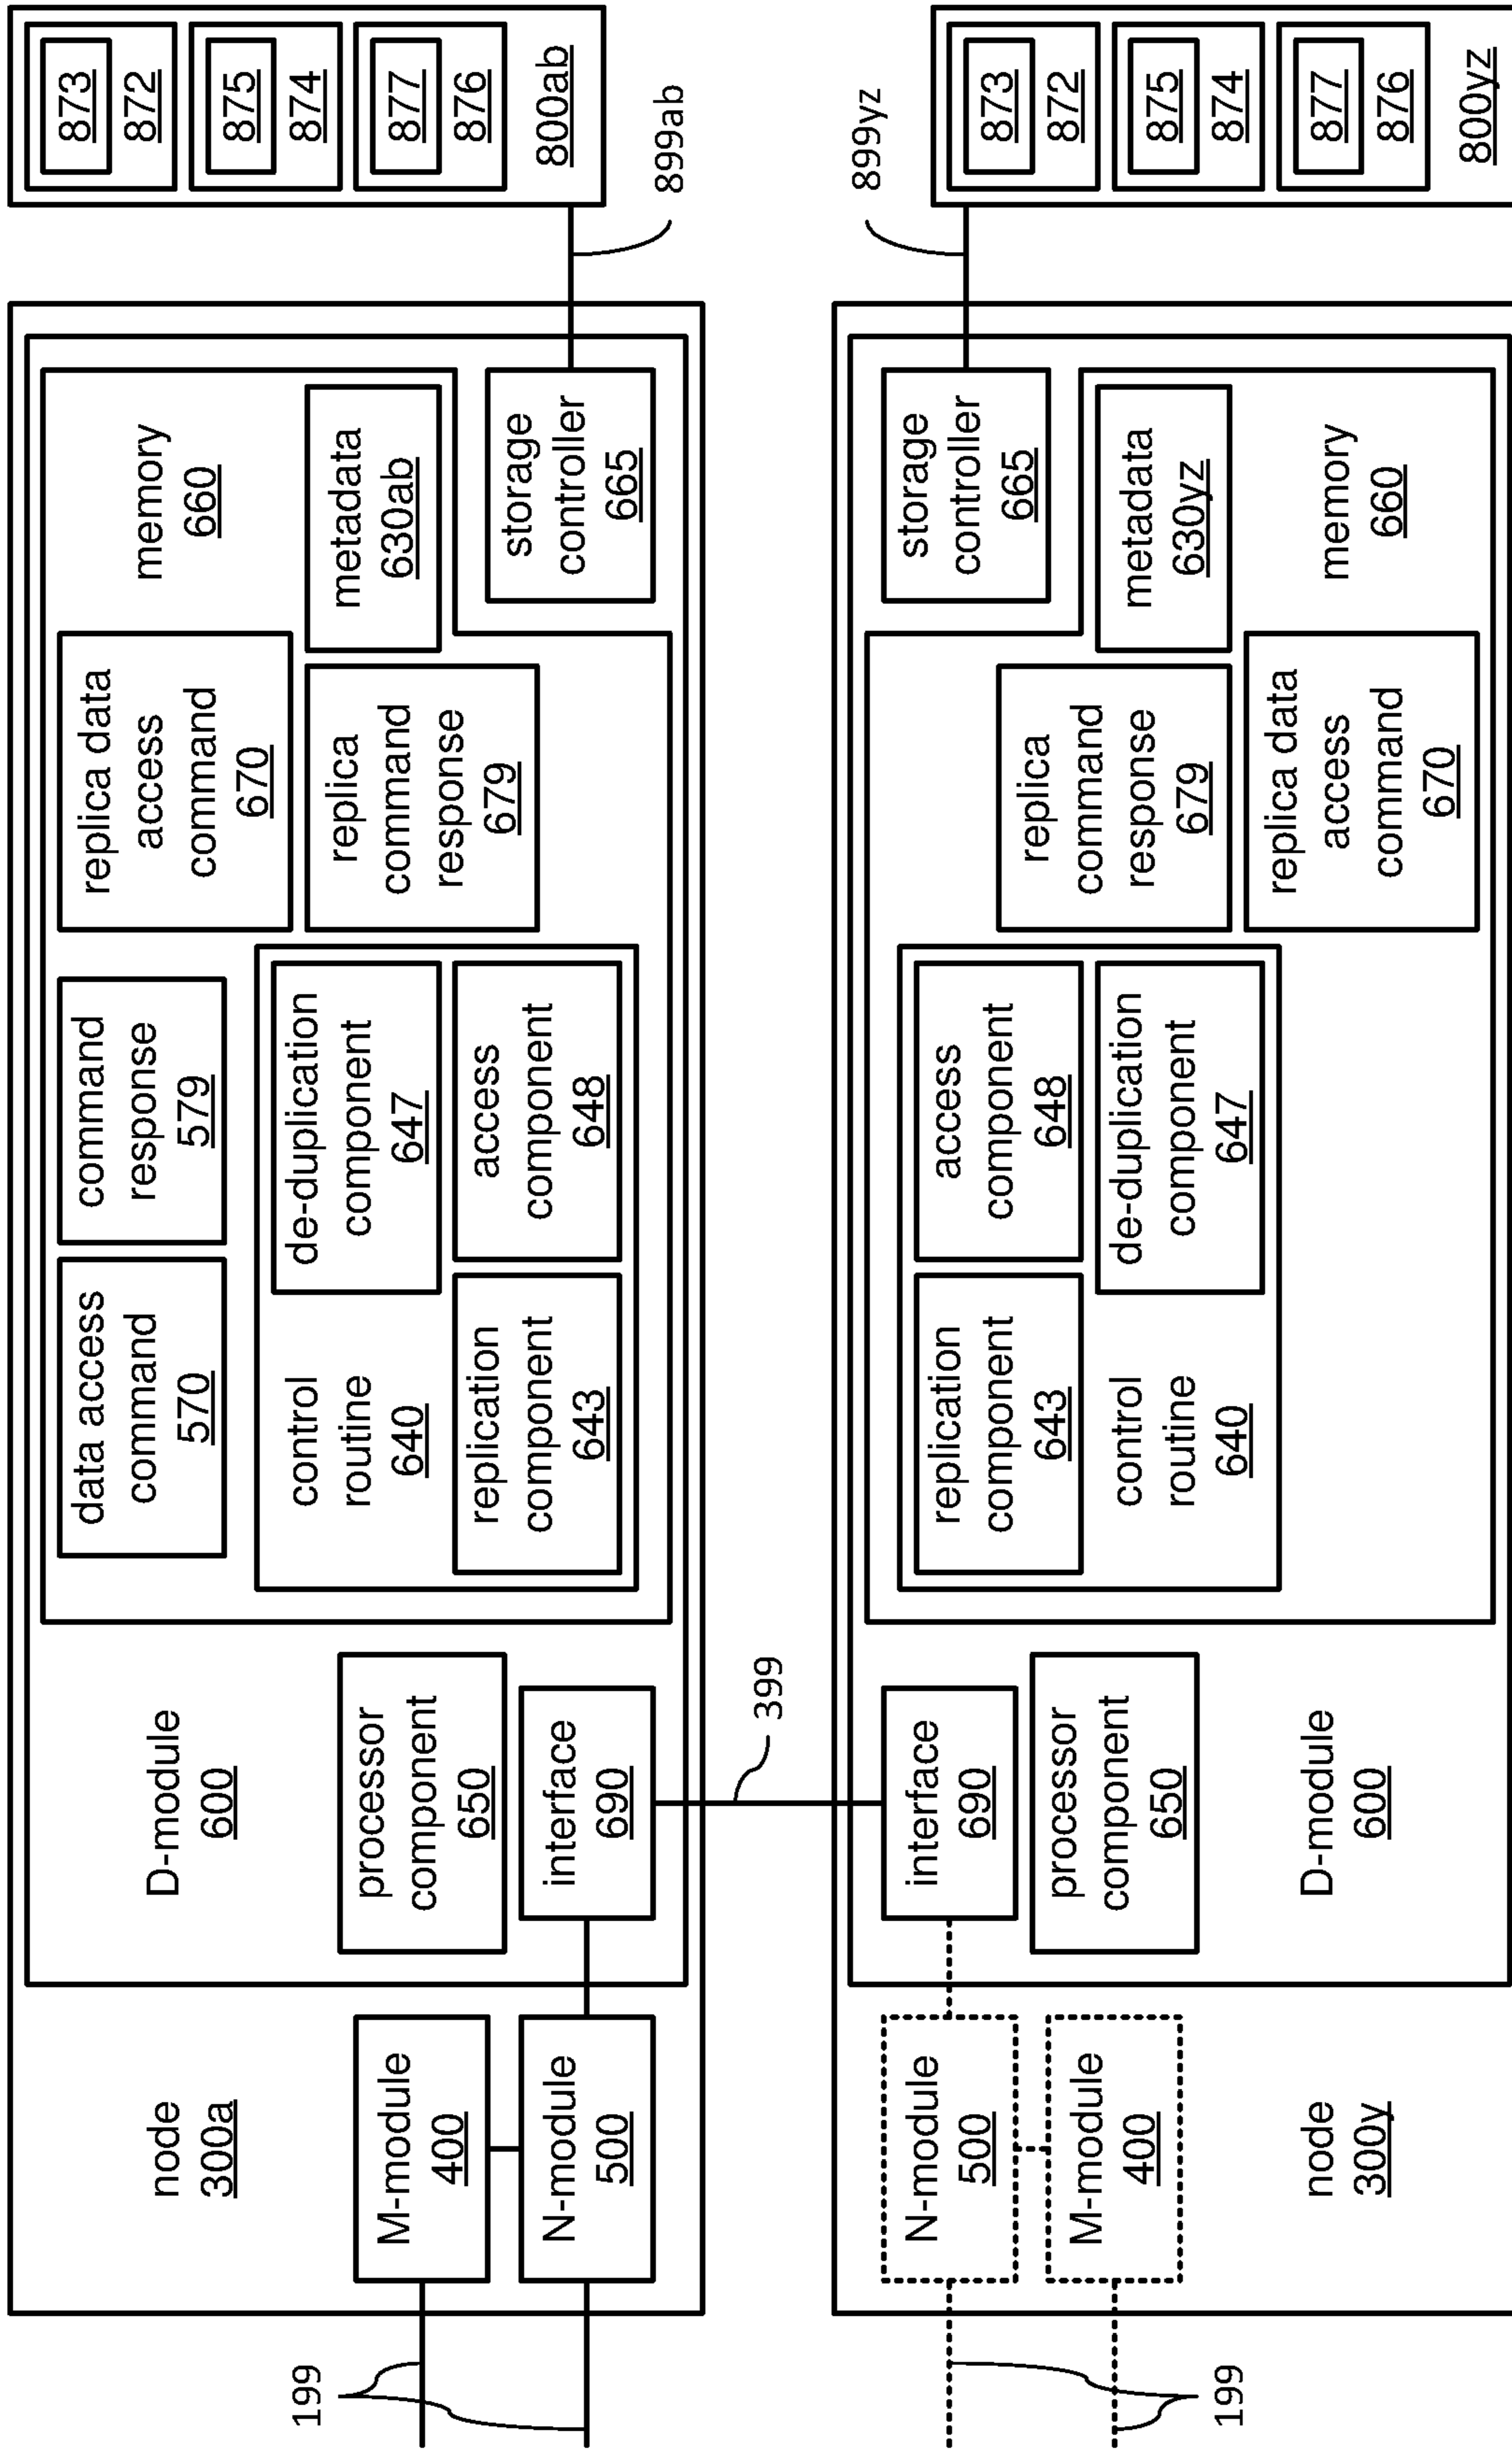 node
300a
M-module
400
N-module
500
199
D-module
600
processor
component
650
interface
690
399
data access
command
570
command
response
579
control
routine
640
de-duplication
component
647
replication
component
643
access
component
648
replica data
access
command
670
replica
command
response
679
memory
660
metadata
630ab
storage
controller
665
899ab
873
872
875
874
877
876
800ab
N-module
500
M-module
400
node
300y
199
interface
690
processor
component
650
D-module
600
replication
component
643
access
component
648
control
routine
640
de-duplication
component
647
replica
command
response
679
replica data
access
command
670
storage
controller
665
metadata
630yz
memory
660
899yz
873
872
875
874
877
876
800yz